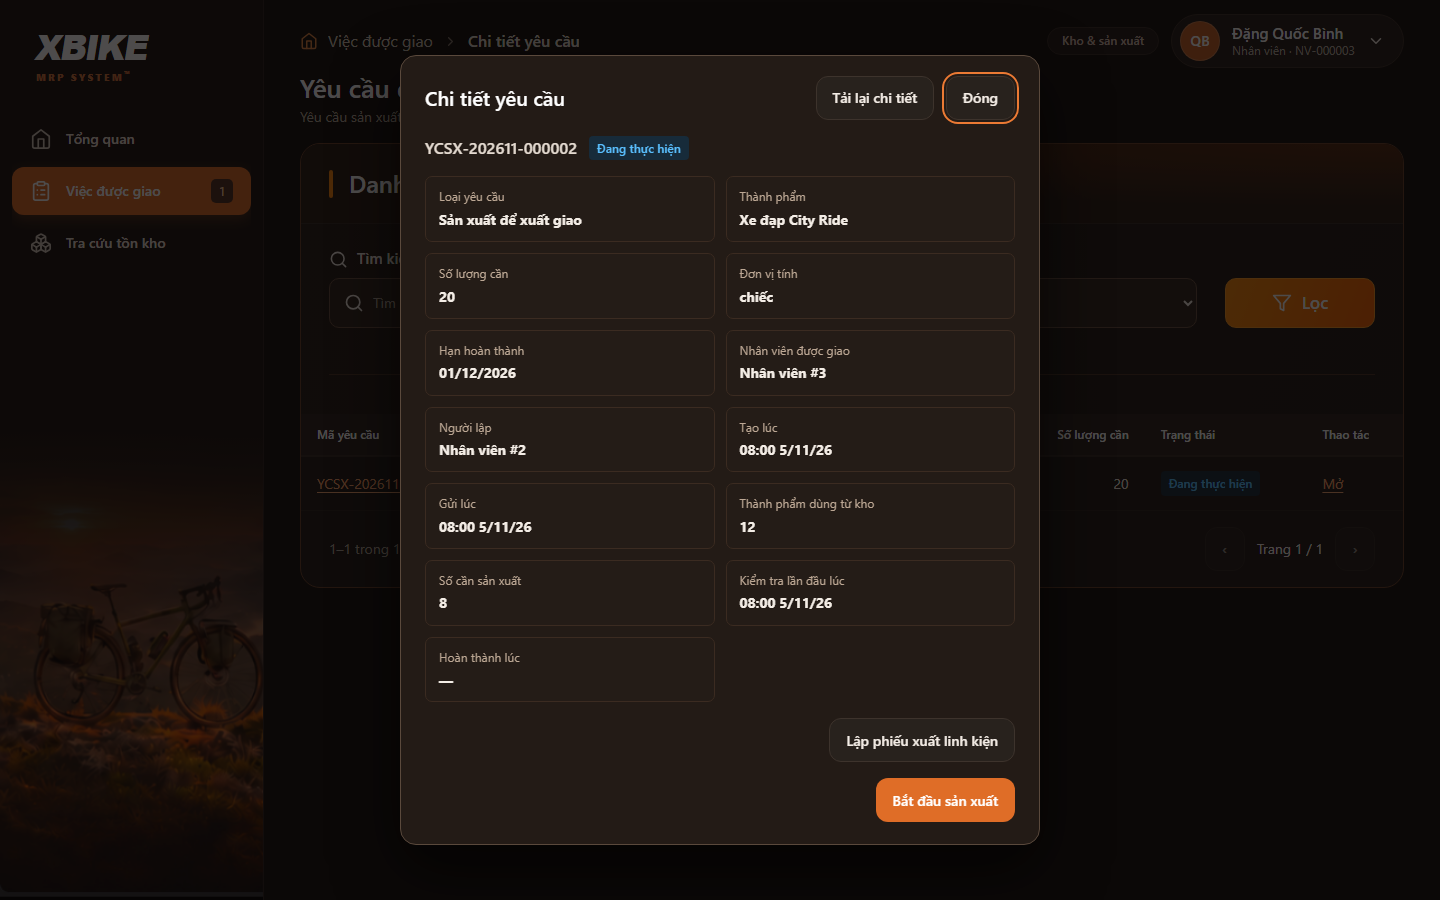 XBIKE
MRP SYSTEM™
Tổng quan
Việc được giao
1
Tra cứu tồn kho
Việc được giao > Chi tiết yêu cầu
Kho & sản xuất
QB
Đặng Quốc Bình
Nhân viên · NV-000003
Yêu cầu
Yêu cầu sản xuất
Danh
Tìm
Lọc
Mã yêu cầu
Số lượng cần
Trạng thái
Thao tác
YCSX-202611
20
Đang thực hiện
Mở
1–1 trong 1
‹
Trang 1 / 1
›
Chi tiết yêu cầu
Tải lại chi tiết
Đóng
YCSX-202611-000002
Đang thực hiện
Loại yêu cầu
Sản xuất để xuất giao
Thành phẩm
Xe đạp City Ride
Số lượng cần
20
Đơn vị tính
chiếc
Hạn hoàn thành
01/12/2026
Nhân viên được giao
Nhân viên #3
Người lập
Nhân viên #2
Tạo lúc
08:00 5/11/26
Gửi lúc
08:00 5/11/26
Thành phẩm dùng từ kho
12
Số cần sản xuất
8
Kiểm tra lần đầu lúc
08:00 5/11/26
Hoàn thành lúc
—
Lập phiếu xuất linh kiện
Bắt đầu sản xuất